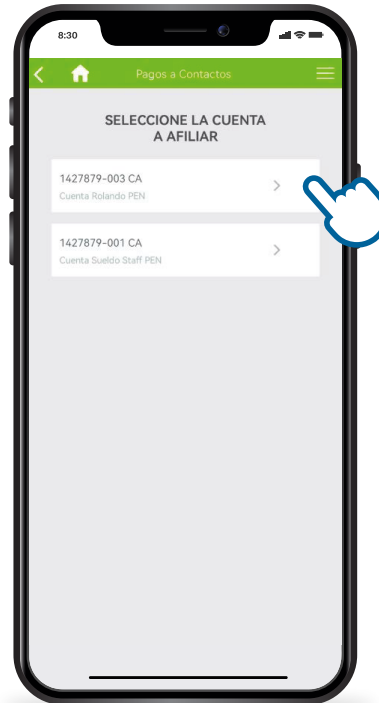 8:30
Pagos a Contactos
SELECCIONE LA CUENTA
A AFILIAR
1427879-003 CA
Cuenta Rolando PEN
1427879-001 CA
Cuenta Sueldo Staff PEN